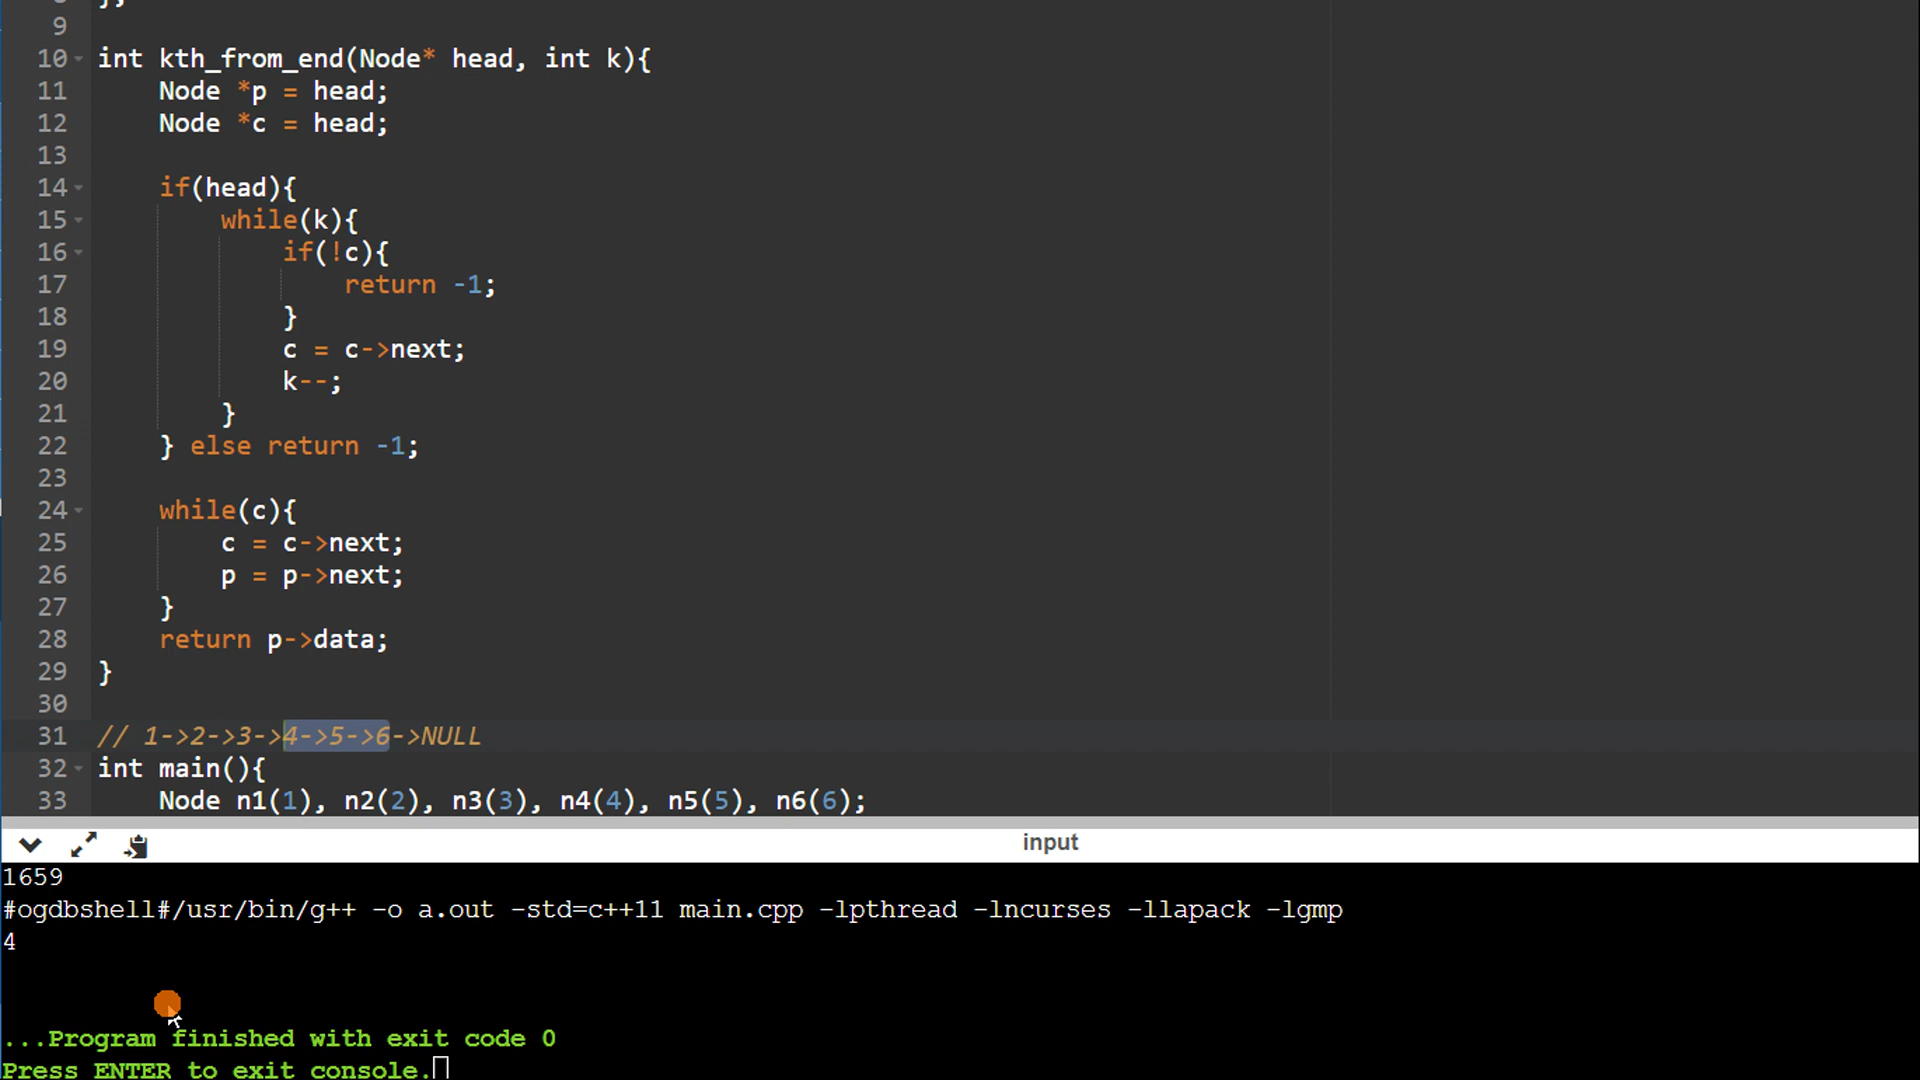 9
10 int kth_from_end(Node* head, int k){
11     Node *p = head;
12     Node *c = head;
13
14     if(head){
15         while(k){
16             if(!c){
17                 return -1;
18             }
19             c = c->next;
20             k--;
21         }
22     } else return -1;
23
24     while(c){
25         c = c->next;
26         p = p->next;
27     }
28     return p->data;
29 }
30
31 // 1->2->3->4->5->6->NULL
32 int main(){
33     Node n1(1), n2(2), n3(3), n4(4), n5(5), n6(6);
input
1659
#ogdbshell#/usr/bin/g++ -o a.out -std=c++11 main.cpp -lpthread -lncurses -llapack -lgmp
4
...Program finished with exit code 0
Press ENTER to exit console.